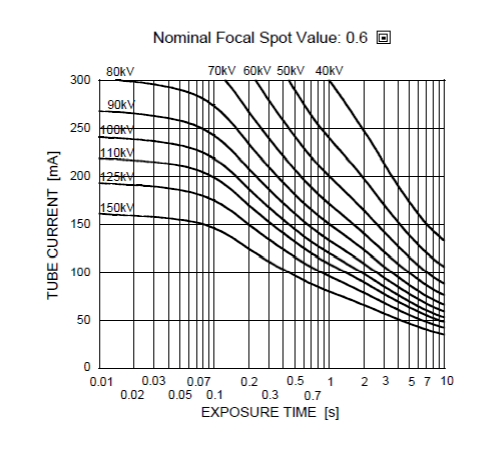 Nominal Focal Spot Value: 0.6
80kV 70kV 60kV 50kV 40kV
90kV
100kV
110kV
125kV
150kV
300
250
200
150
100
50
0
TUBE CURRENT [mA]
0.01 0.03 0.07 0.2 0.5 1 2 3 5 7 10
0.02 0.05 0.1 0.3 0.7
EXPOSURE TIME [s]